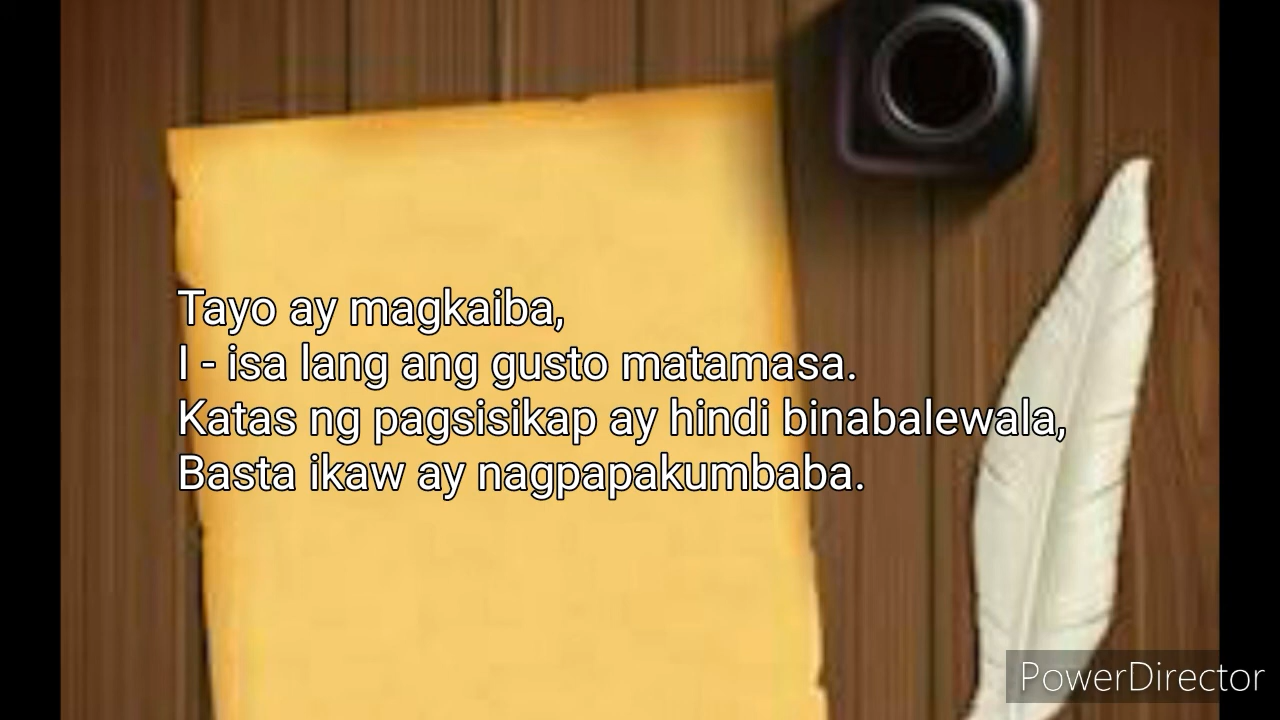 Tayo ay magkaiba,
I - isa lang ang gusto matamasa.
Katas ng pagsisikap ay hindi binabalewala,
Basta ikaw ay nagpapakumbaba.
PowerDirector